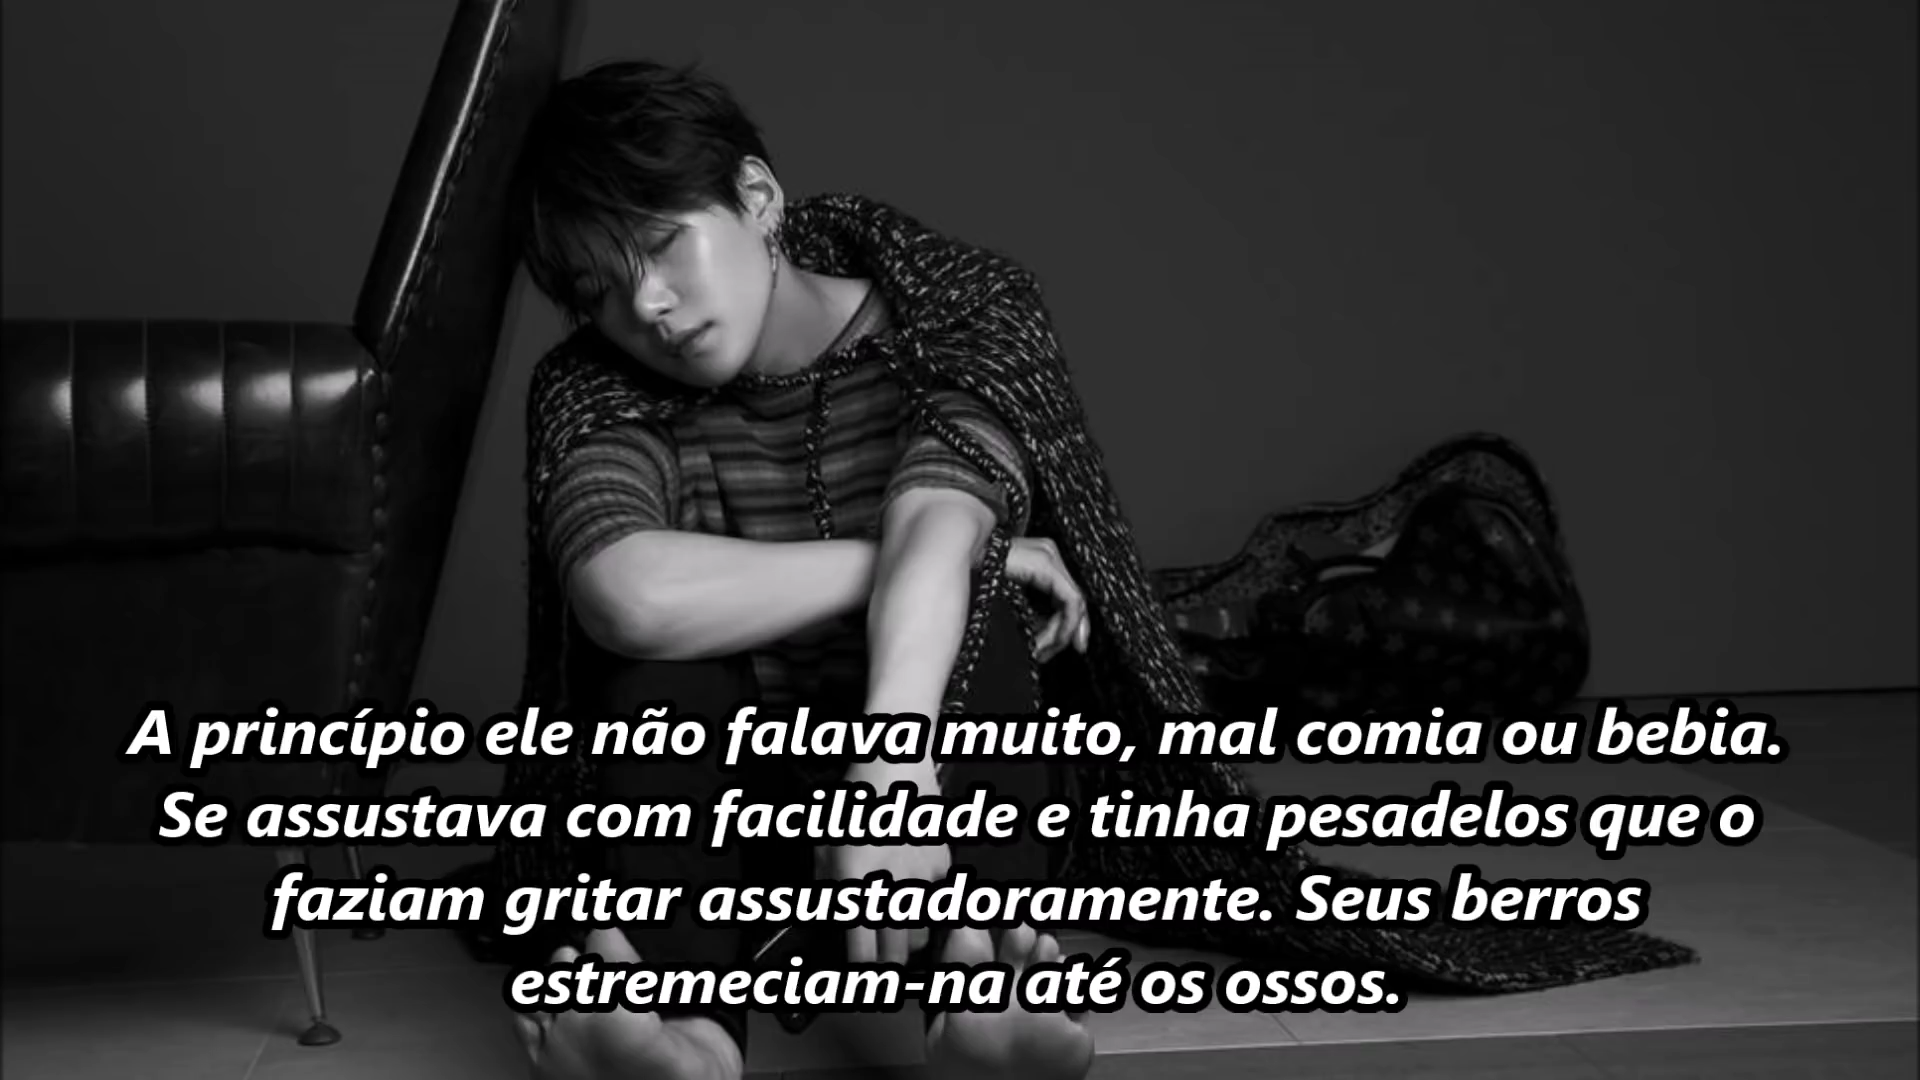 A princípio ele não falava muito, mal comia ou bebia.
Se assustava com facilidade e tinha pesadelos que o
faziam gritar assustadoramente. Seus berros
estremeciam-na até os ossos.